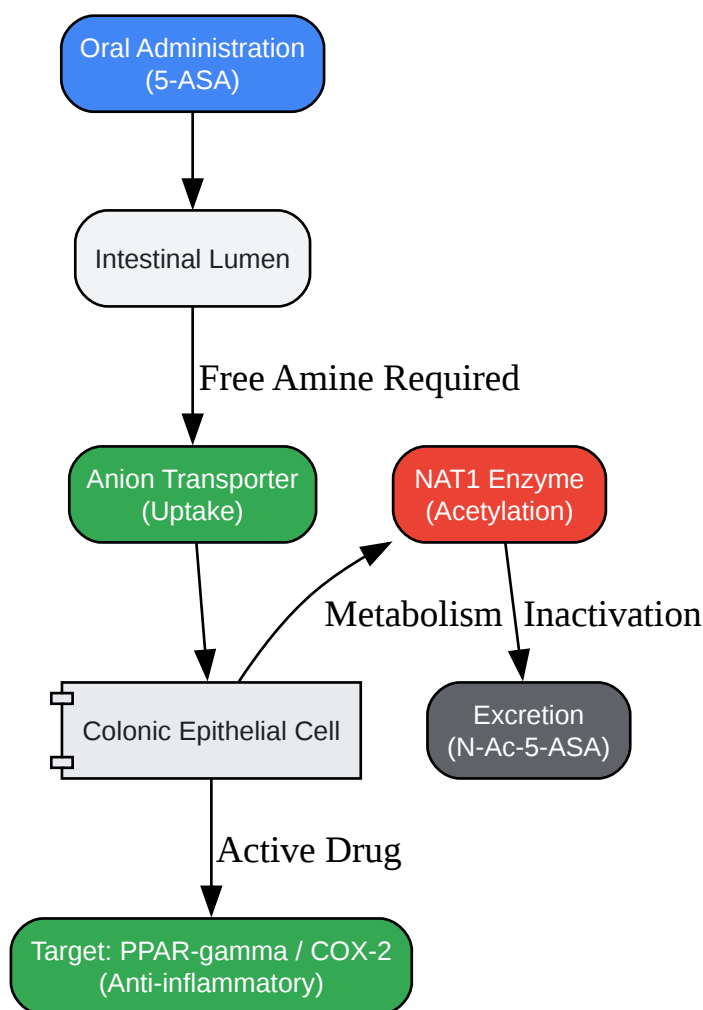 Oral Administration
(5-ASA)
Intestinal Lumen
Free Amine Required
Anion Transporter
(Uptake)
NAT1 Enzyme
(Acetylation)
Metabolism
Inactivation
Colonic Epithelial Cell
Excretion
(N-Ac-5-ASA)
Active Drug
Target: PPAR-gamma / COX-2
(Anti-inflammatory)